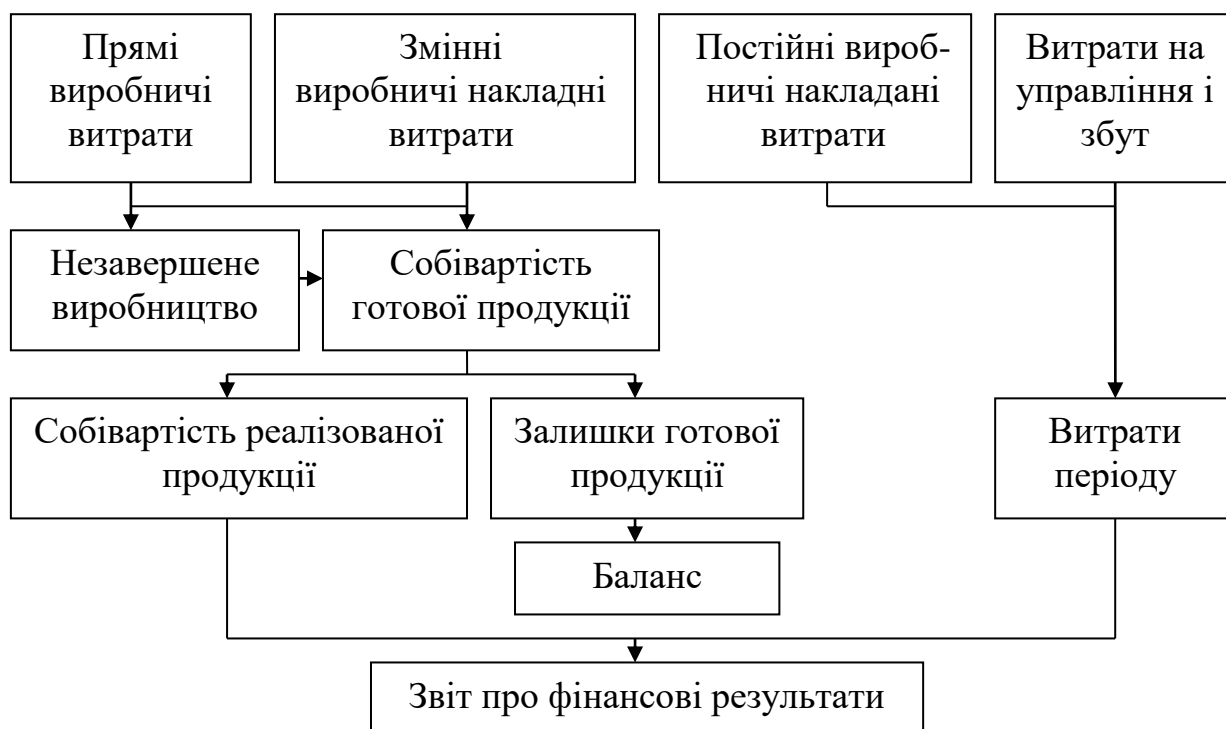 Прямі
виробничі
витрати
Змінні
виробничі накладні
витрати
Постійні вироб-
ничі накладані
витрати
Витрати на
управління і
збут
Незавершене
виробництво
Собівартість
готової продукції
Собівартість реалізованої
продукції
Залишки готової
продукції
Витрати
періоду
Баланс
Звіт про фінансові результати